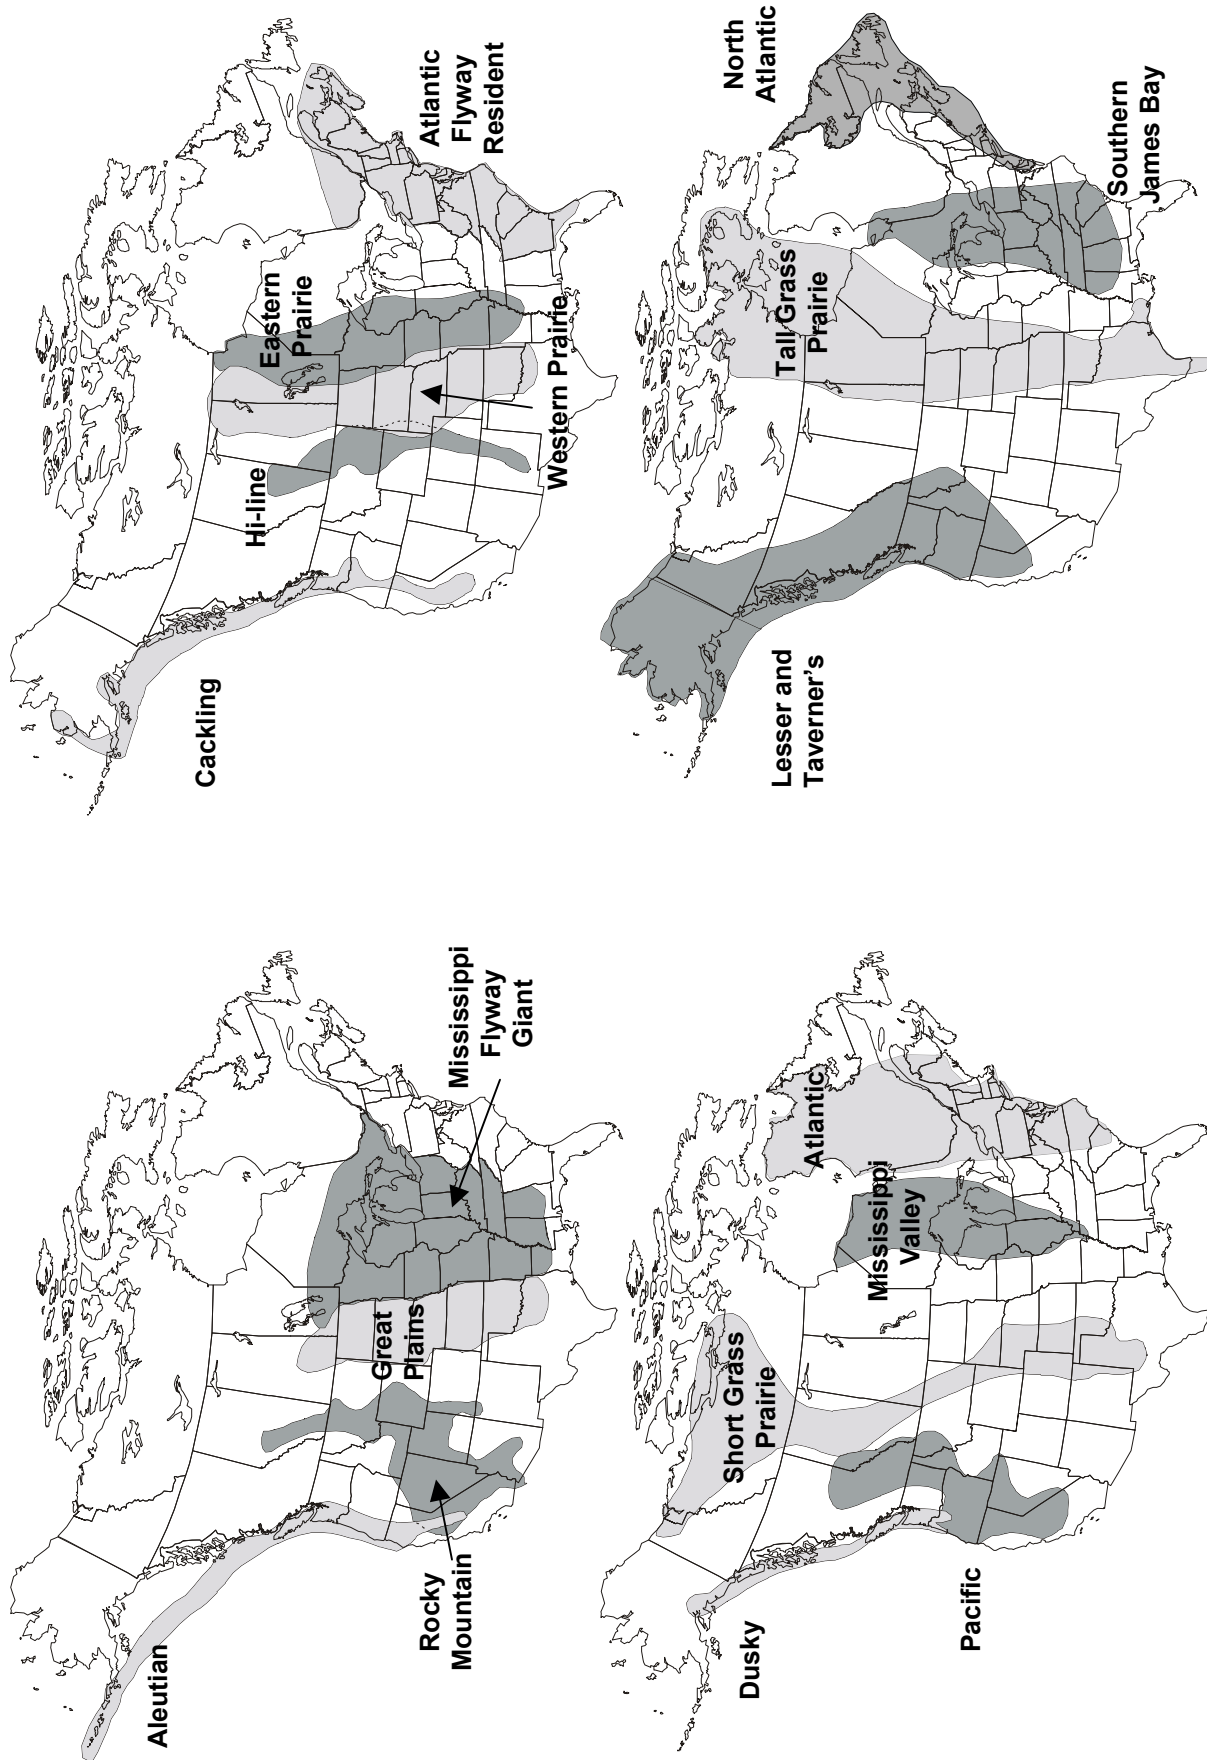 Aleutian
Rocky
Mountain
Great
Plains
Mississippi
Flyway
Giant
Cackling
Hi-line
Eastern
Prairie
Western Prairie
Atlantic
Flyway
Resident
Dusky
Pacific
Short Grass
Prairie
Mississippi
Valley
Atlantic
Lesser and
Taverner's
Tall Grass
Prairie
North
Atlantic
Southern
James Bay